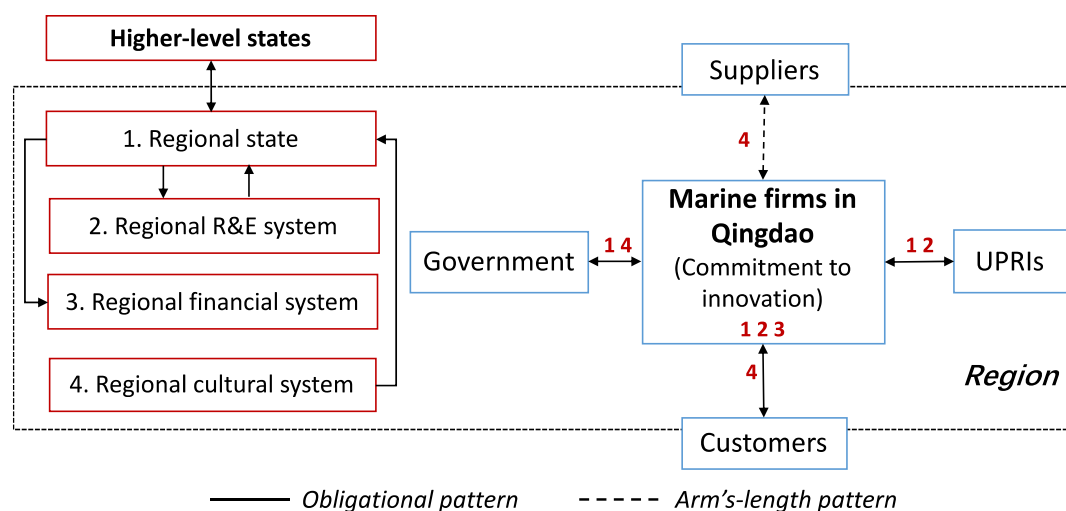 Higher-level states
Suppliers
1. Regional state
4
2. Regional R&E system
Marine firms in
Qingdao
(Commitment to
innovation)
1 2 3
Government
1 4
1 2
UPRIs
3. Regional financial system
4. Regional cultural system
4
Region
Customers
Obligational pattern
Arm's-length pattern